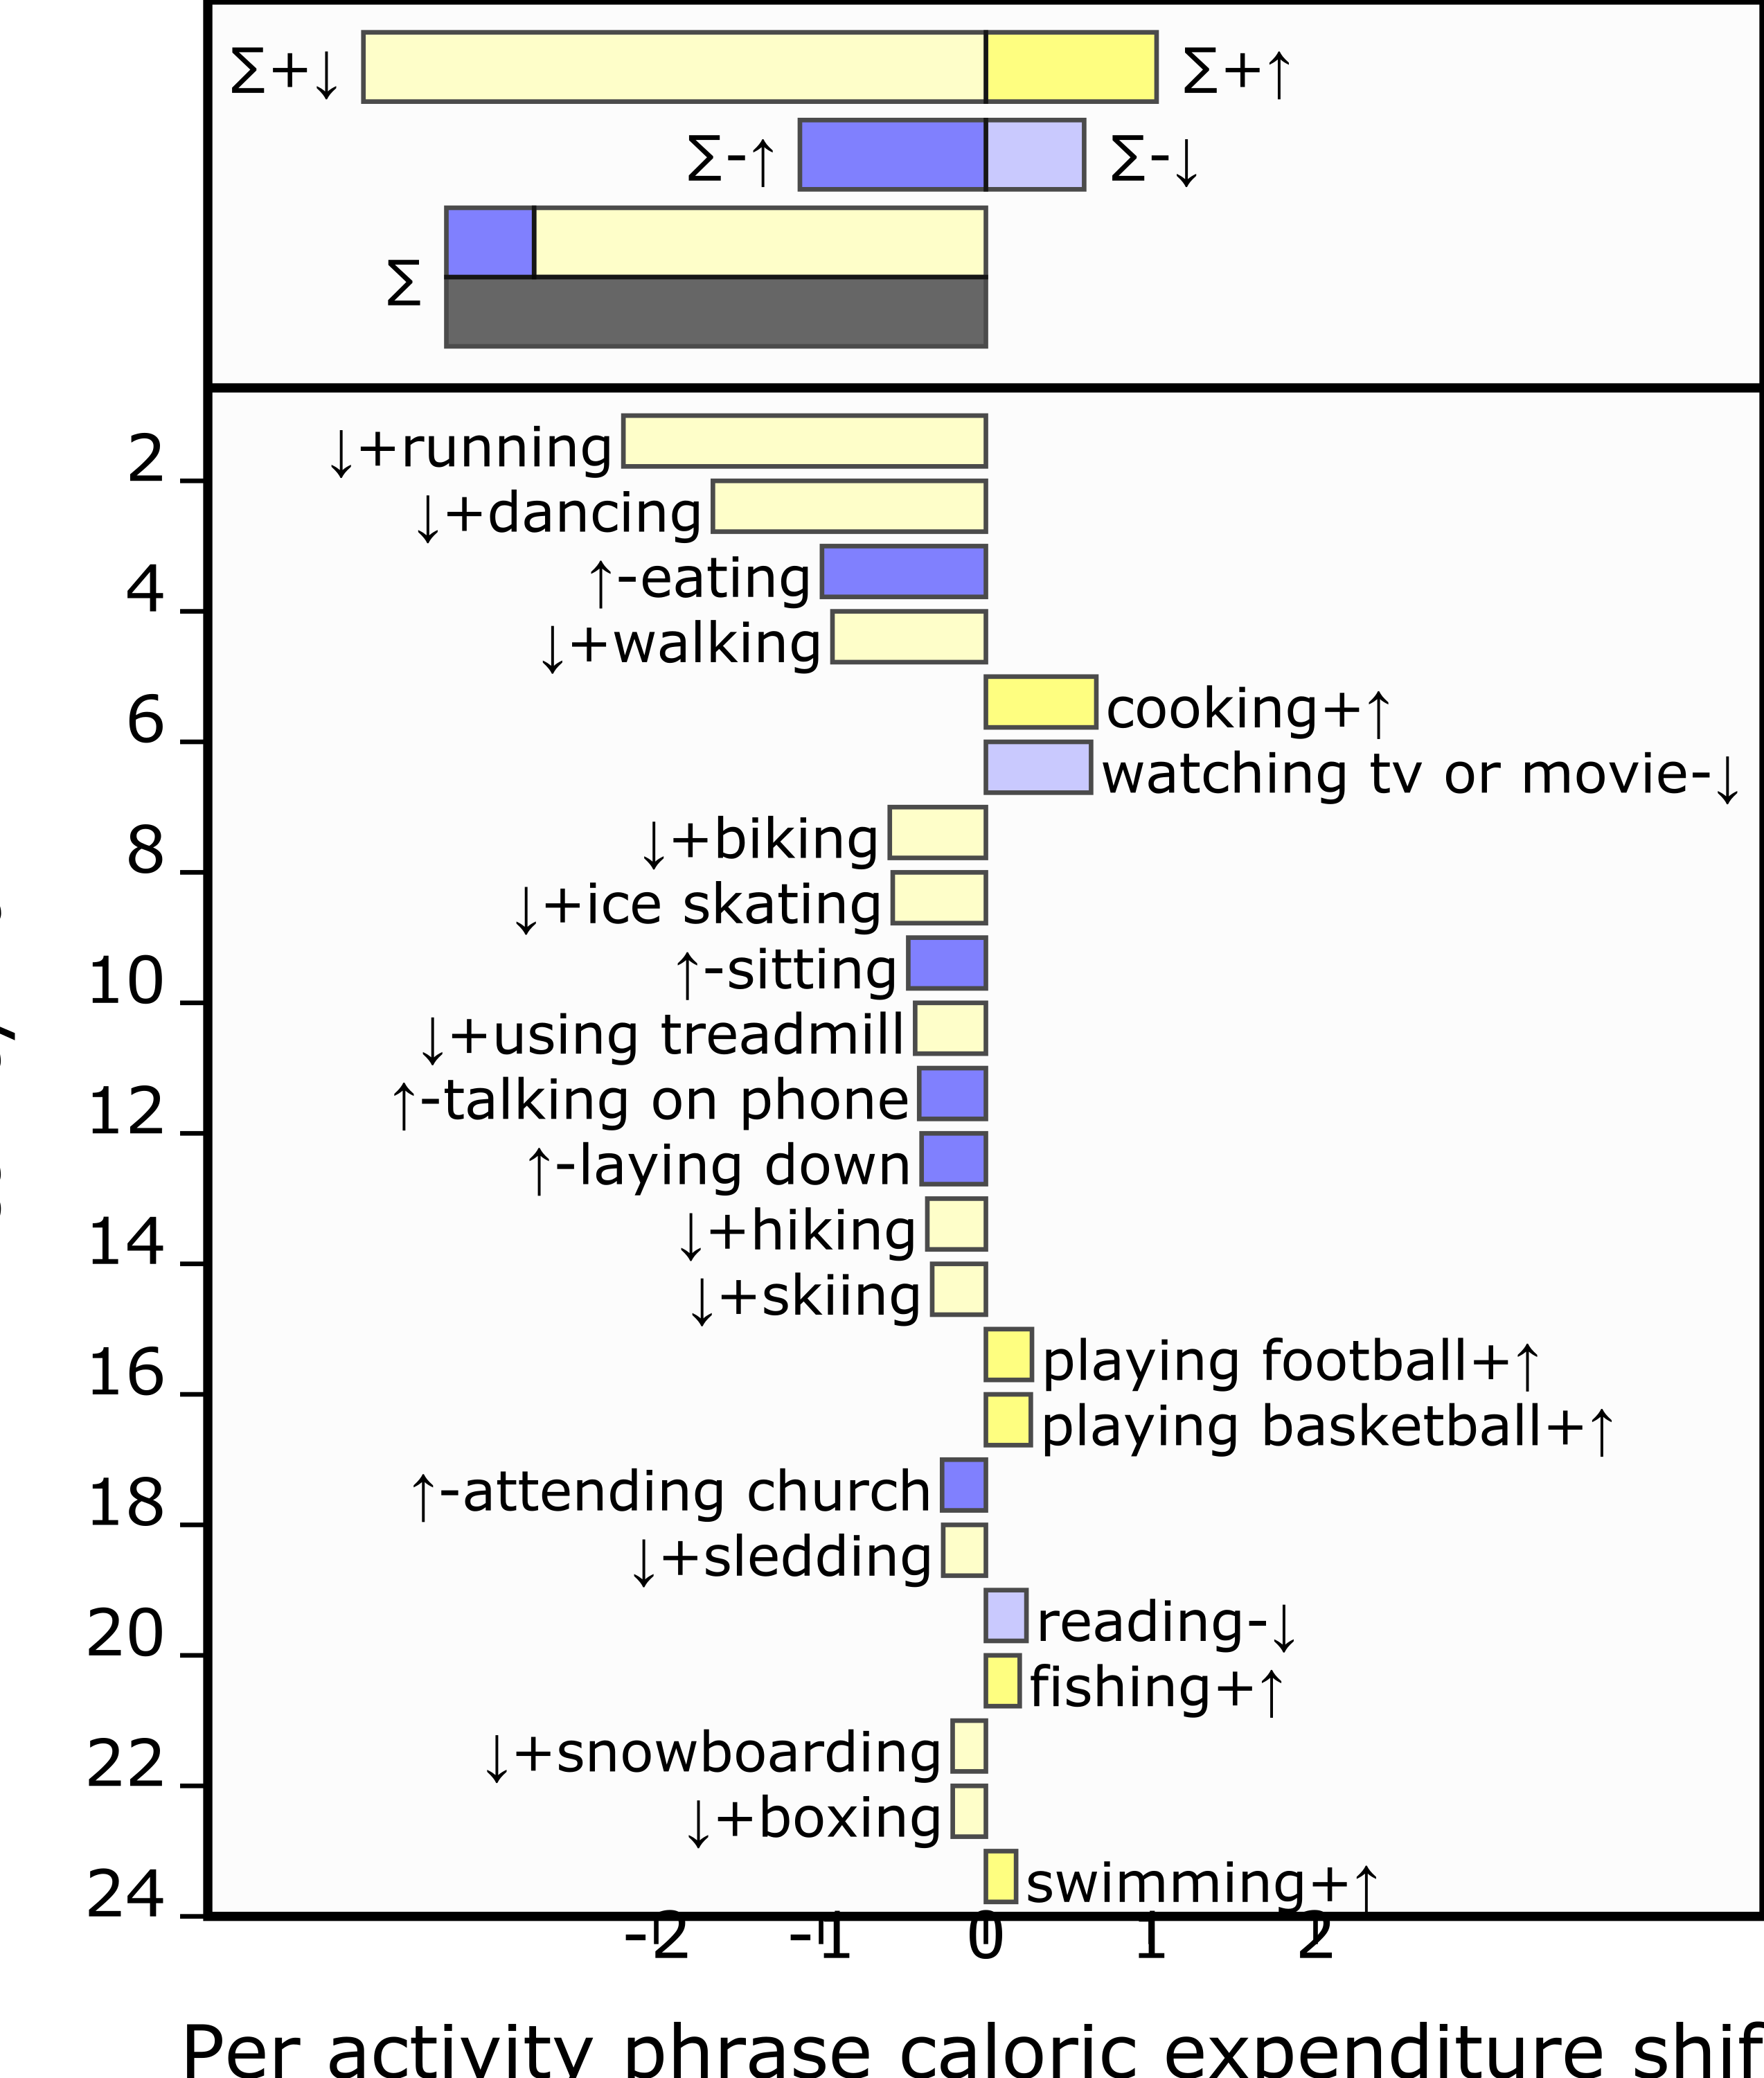 ∑+↓ ∑+↑
∑-↑ ∑-↓
∑
2 ↓+running
↓+dancing
4 ↑-eating
↓+walking
6 cooking+↑
watching tv or movie-↓
8 ↓+biking
↓+ice skating
10 ↑-sitting
↓+using treadmill
12 ↑-talking on phone
↑-laying down
14 ↓+hiking
↓+skiing
16 playing football+↑
playing basketball+↑
18 ↑-attending church
↓+sledding
20 reading-↓
fishing+↑
22 ↓+snowboarding
↓+boxing
24 swimming+↑
-2 -1 0 1 2
Per activity phrase caloric expenditure shif